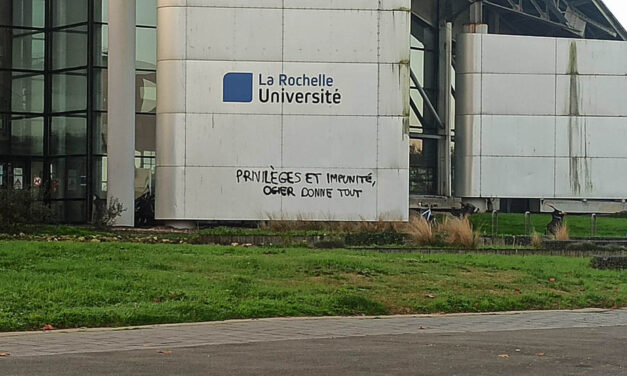 La Rochelle
Université
PRIVILÈGES ET IMPUNITÉ,
OGIER DONNE TOUT